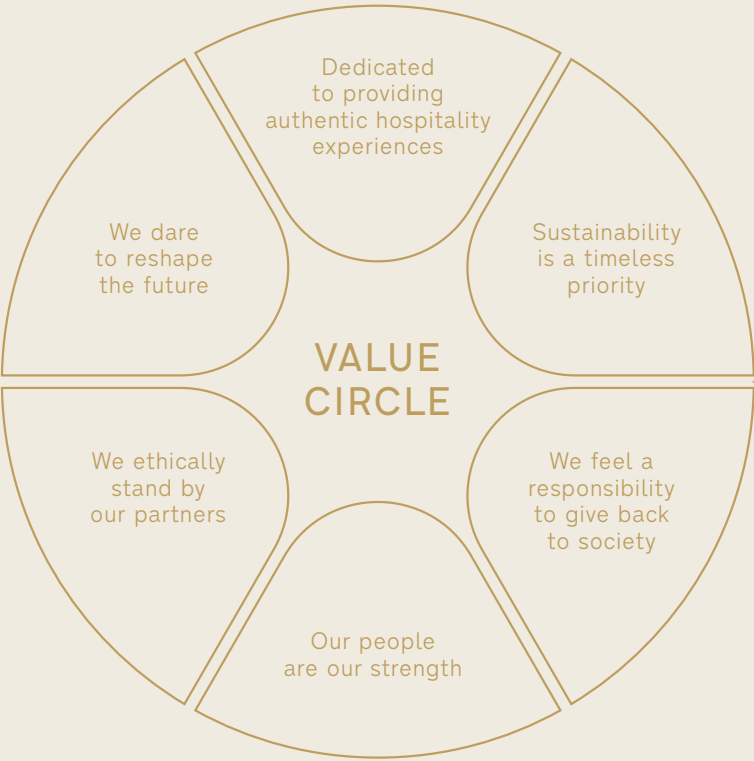 Dedicated
to providing
authentic hospitality
experiences
We dare
to reshape
the future
Sustainability
is a timeless
priority
VALUE
CIRCLE
We ethically
stand by
our partners
We feel a
responsibility
to give back
to society
Our people
are our strength